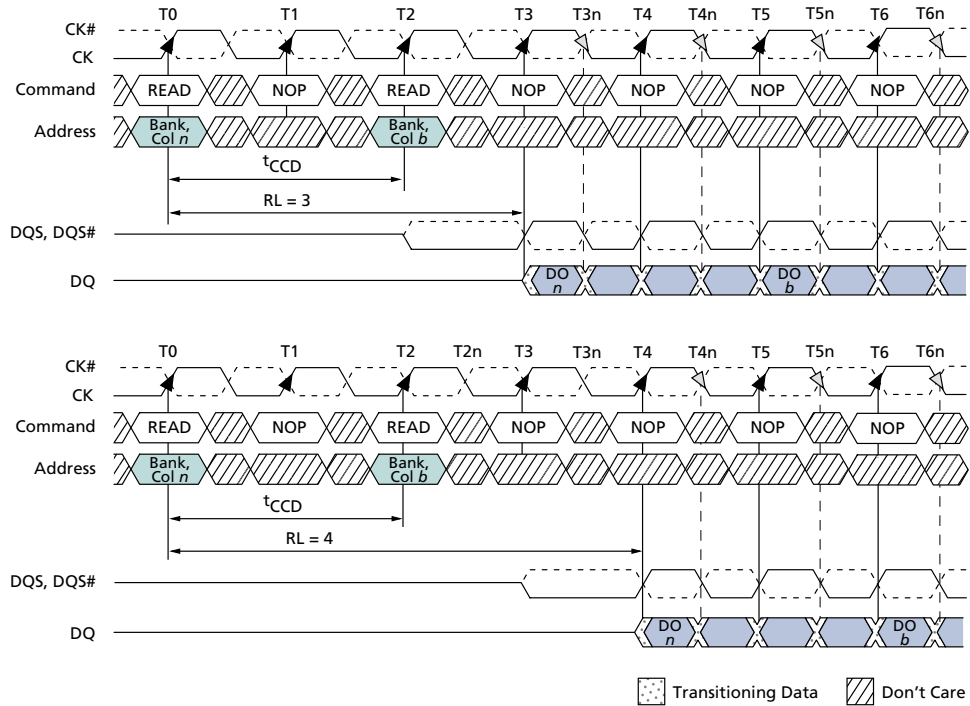 T0 T1 T2 T3 T3n T4 T4n T5 T5n T6 T6n
CK#
CK
Command READ NOP READ NOP NOP NOP NOP
Address Bank, Col n Bank, Col b
tCCD
RL = 3
DQS, DQS#
DQ DO n DO b
T0 T1 T2 T2n T3 T3n T4 T4n T5 T5n T6 T6n
CK#
CK
Command READ NOP READ NOP NOP NOP NOP
Address Bank, Col n Bank, Col b
tCCD
RL = 4
DQS, DQS#
DQ DO n DO b
Transitioning Data Don't Care